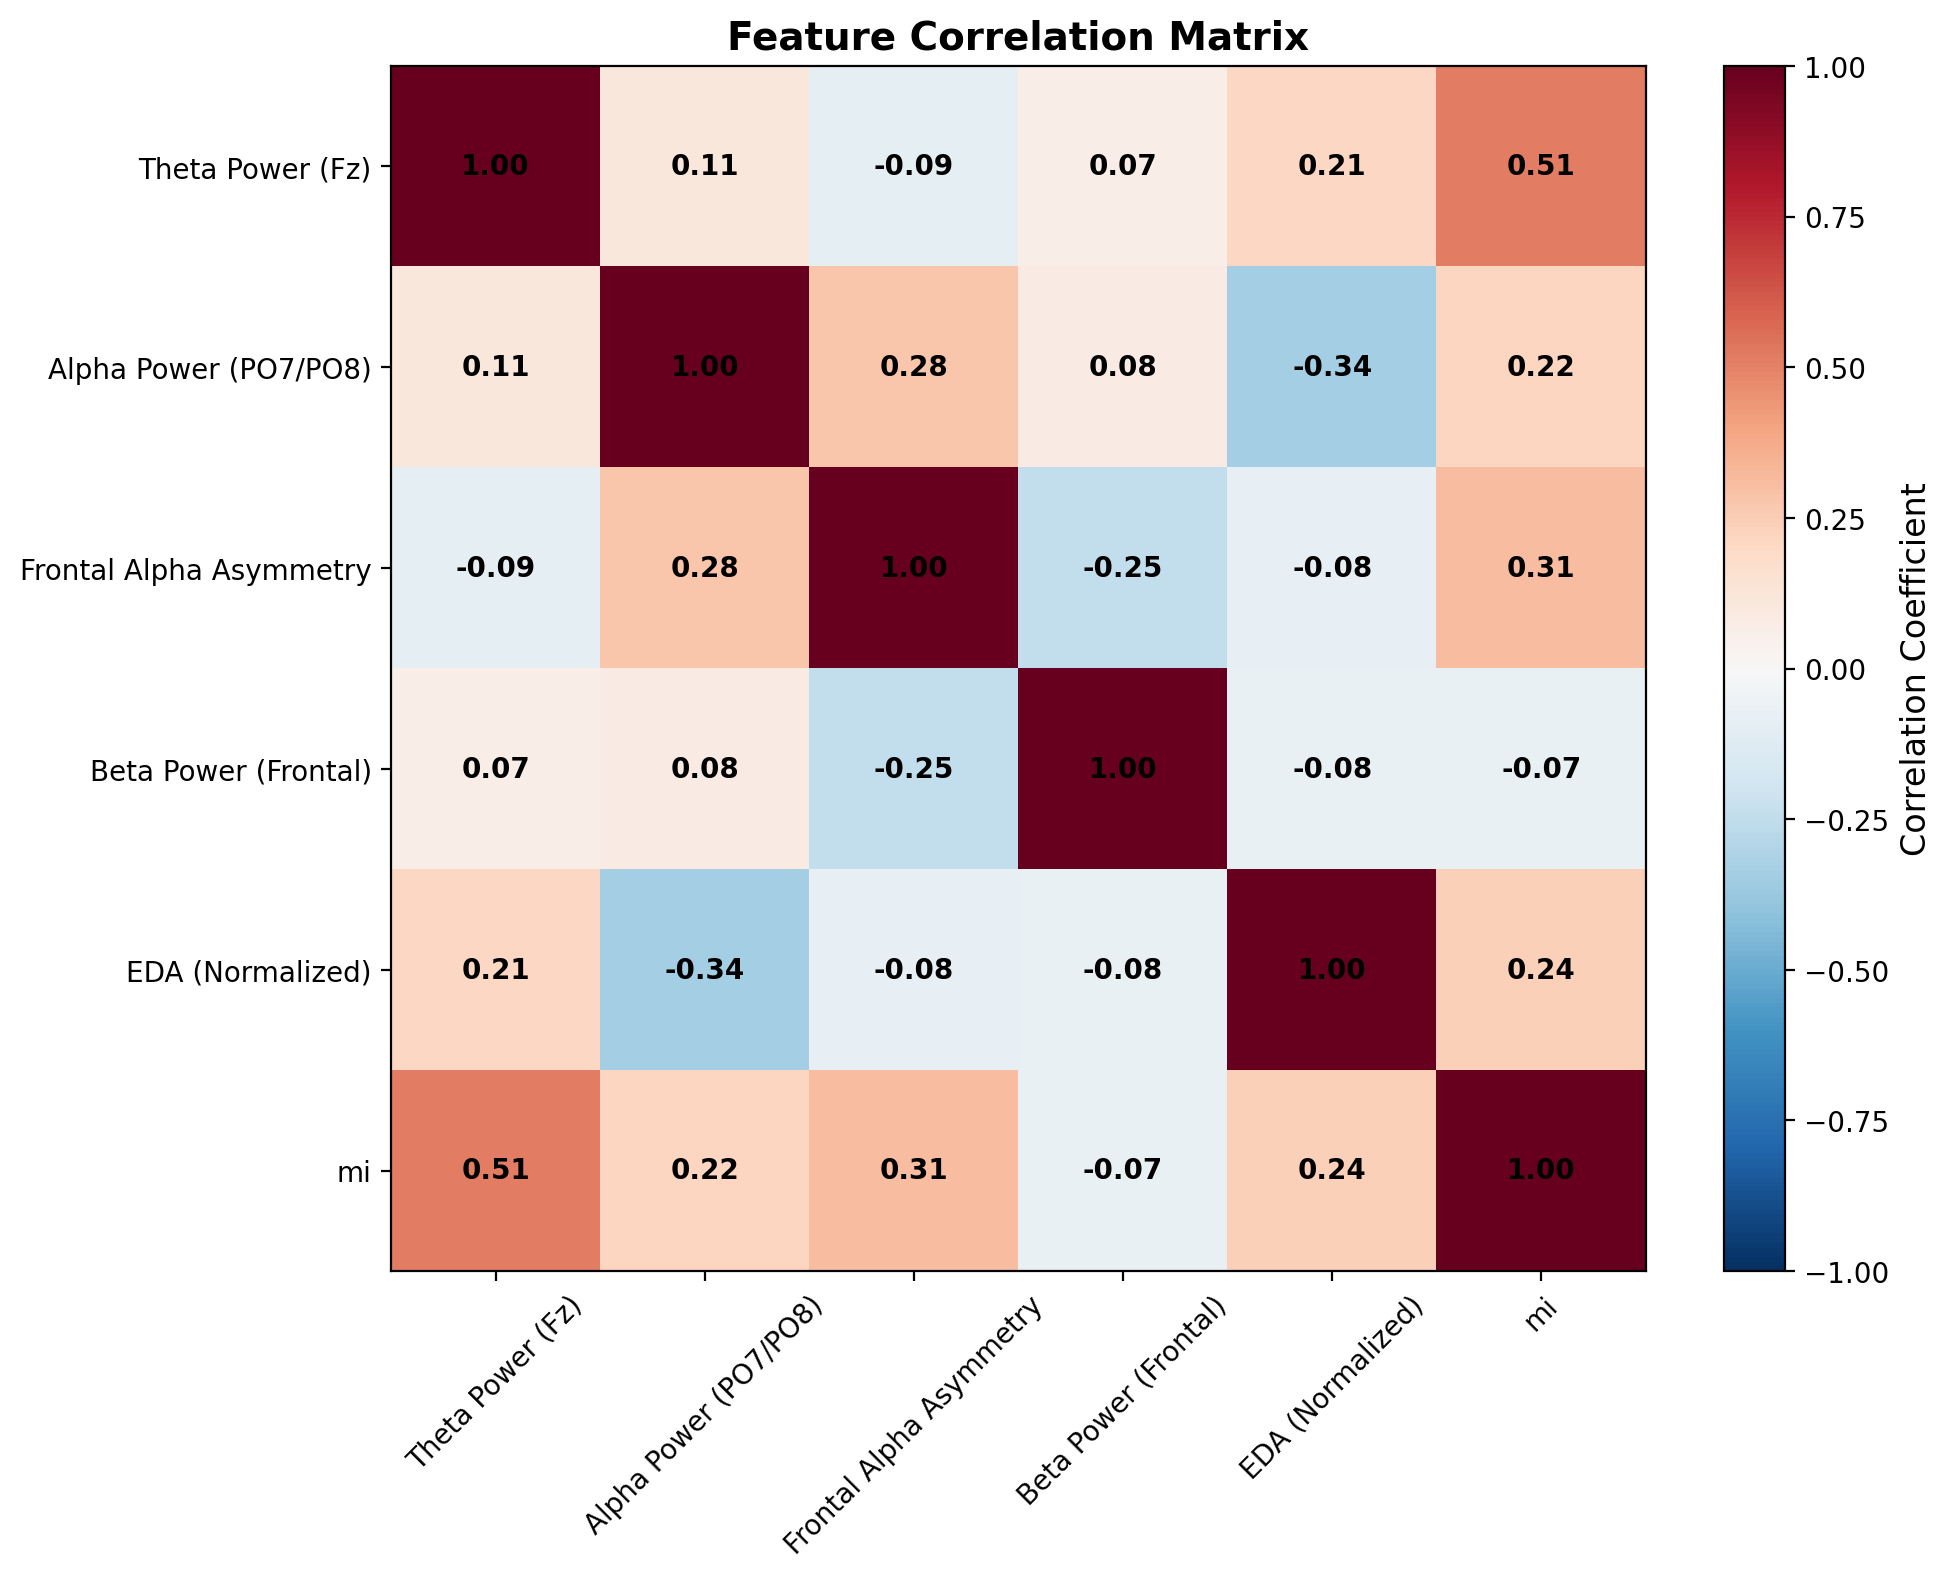 Feature Correlation Matrix
Theta Power (Fz) 1.00 0.11 -0.09 0.07 0.21 0.51
Alpha Power (PO7/PO8) 0.11 1.00 0.28 0.08 -0.34 0.22
Frontal Alpha Asymmetry -0.09 0.28 1.00 -0.25 -0.08 0.31
Beta Power (Frontal) 0.07 0.08 -0.25 1.00 -0.08 -0.07
EDA (Normalized) 0.21 -0.34 -0.08 -0.08 1.00 0.24
mi 0.51 0.22 0.31 -0.07 0.24 1.00
Theta Power (Fz)
Alpha Power (PO7/PO8)
Frontal Alpha Asymmetry
Beta Power (Frontal)
EDA (Normalized)
mi
1.00
0.75
0.50
0.25
0.00
−0.25
−0.50
−0.75
−1.00
Correlation Coefficient